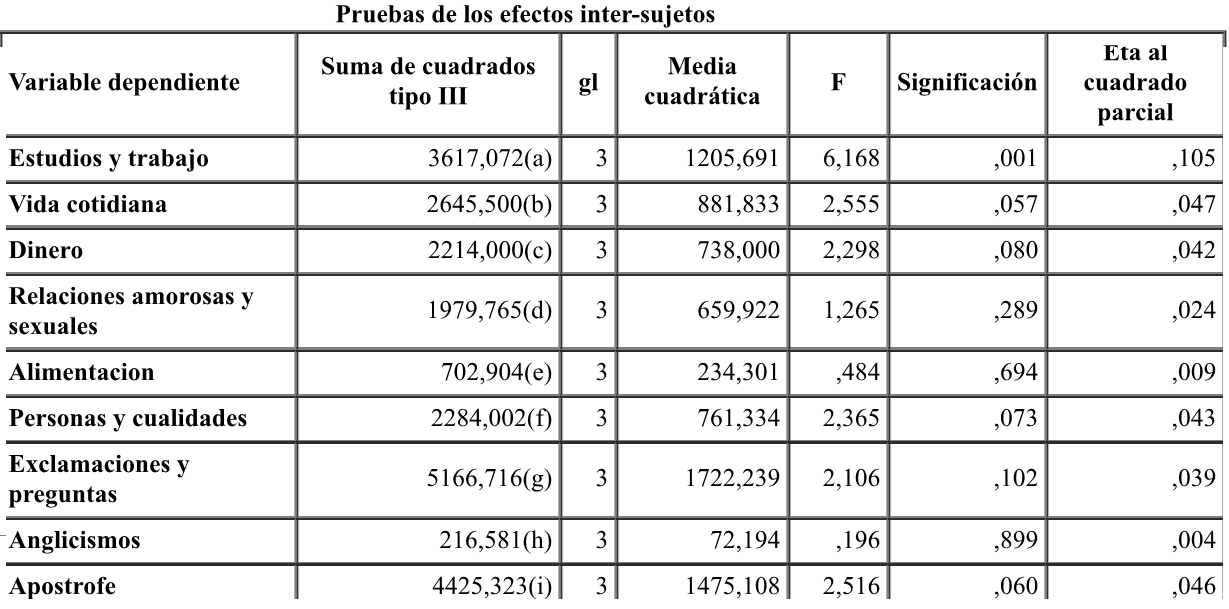 Pruebas de los efectos inter-sujetos
Variable dependiente Suma de cuadrados tipo III gl Media cuadrática F Significación Eta al cuadrado parcial
Estudios y trabajo 3617,072(a) 3 1205,691 6,168 ,001 ,105
Vida cotidiana 2645,500(b) 3 881,833 2,555 ,057 ,047
Dinero 2214,000(c) 3 738,000 2,298 ,080 ,042
Relaciones amorosas y sexuales 1979,765(d) 3 659,922 1,265 ,289 ,024
Alimentacion 702,904(e) 3 234,301 ,484 ,694 ,009
Personas y cualidades 2284,002(f) 3 761,334 2,365 ,073 ,043
Exclamaciones y preguntas 5166,716(g) 3 1722,239 2,106 ,102 ,039
Anglicismos 216,581(h) 3 72,194 ,196 ,899 ,004
Apostrofe 4425,323(i) 3 1475,108 2,516 ,060 ,046